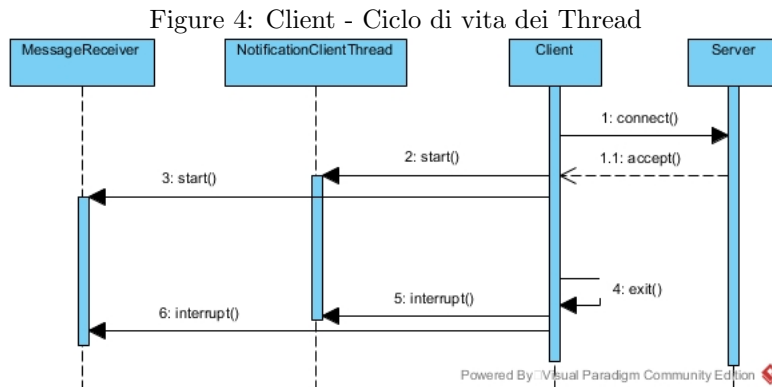 Figure 4: Client - Ciclo di vita dei Thread
MessageReceiver
NotificationClientThread
Client
Server
1: connect()
2: start()
1.1: accept()
3: start()
4: exit()
5: interrupt()
6: interrupt()
Powered By Visual Paradigm Community Edition